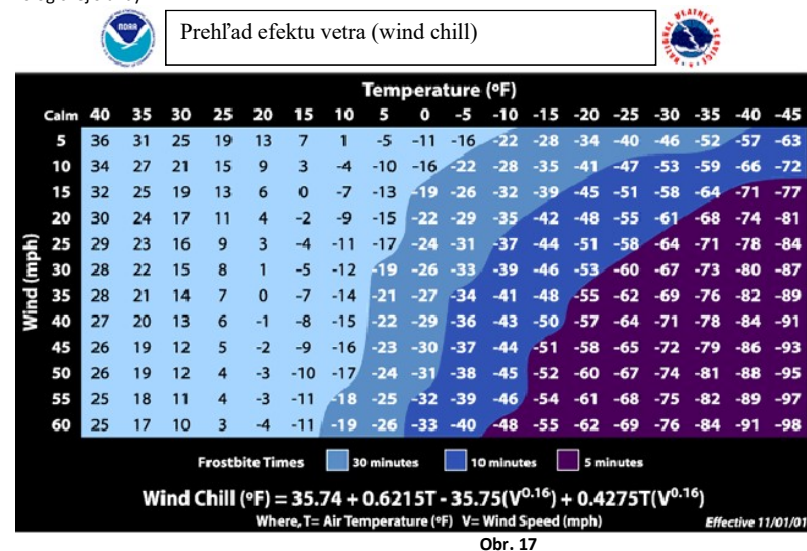 Prehľad efektu vetra (wind chill)
NOAA
NATIONAL WEATHER SERVICE
Temperature (ºF)
Calm 40 35 30 25 20 15 10 5 0 -5 -10 -15 -20 -25 -30 -35 -40 -45
5 36 31 25 19 13 7 1 -5 -11 -16 -22 -28 -34 -40 -46 -52 -57 -63
10 34 27 21 15 9 3 -4 -10 -16 -22 -28 -35 -41 -47 -53 -59 -66 -72
15 32 25 19 13 6 0 -7 -13 -19 -26 -32 -39 -45 -51 -58 -64 -71 -77
20 30 24 17 11 4 -2 -9 -15 -22 -29 -35 -42 -48 -55 -61 -68 -74 -81
25 29 23 16 9 3 -4 -11 -17 -24 -31 -37 -44 -51 -58 -64 -71 -78 -84
30 28 22 15 8 1 -5 -12 -19 -26 -33 -39 -46 -53 -60 -67 -73 -80 -87
35 28 21 14 7 0 -7 -14 -21 -27 -34 -41 -48 -55 -62 -69 -76 -82 -89
40 27 20 13 6 -1 -8 -15 -22 -29 -36 -43 -50 -57 -64 -71 -78 -84 -91
45 26 19 12 5 -2 -9 -16 -23 -30 -37 -44 -51 -58 -65 -72 -79 -86 -93
50 26 19 12 4 -3 -10 -17 -24 -31 -38 -45 -52 -60 -67 -74 -81 -88 -95
55 25 18 11 4 -3 -11 -18 -25 -32 -39 -46 -54 -61 -68 -75 -82 -89 -97
60 25 17 10 3 -4 -11 -19 -26 -33 -40 -48 -55 -62 -69 -76 -84 -91 -98
Wind (mph)
Frostbite Times 30 minutes 10 minutes 5 minutes
Wind Chill (ºF) = 35.74 + 0.6215T - 35.75(V^0.16) + 0.4275T(V^0.16)
Where, T= Air Temperature (ºF) V= Wind Speed (mph) Effective 11/01/01
Obr. 17